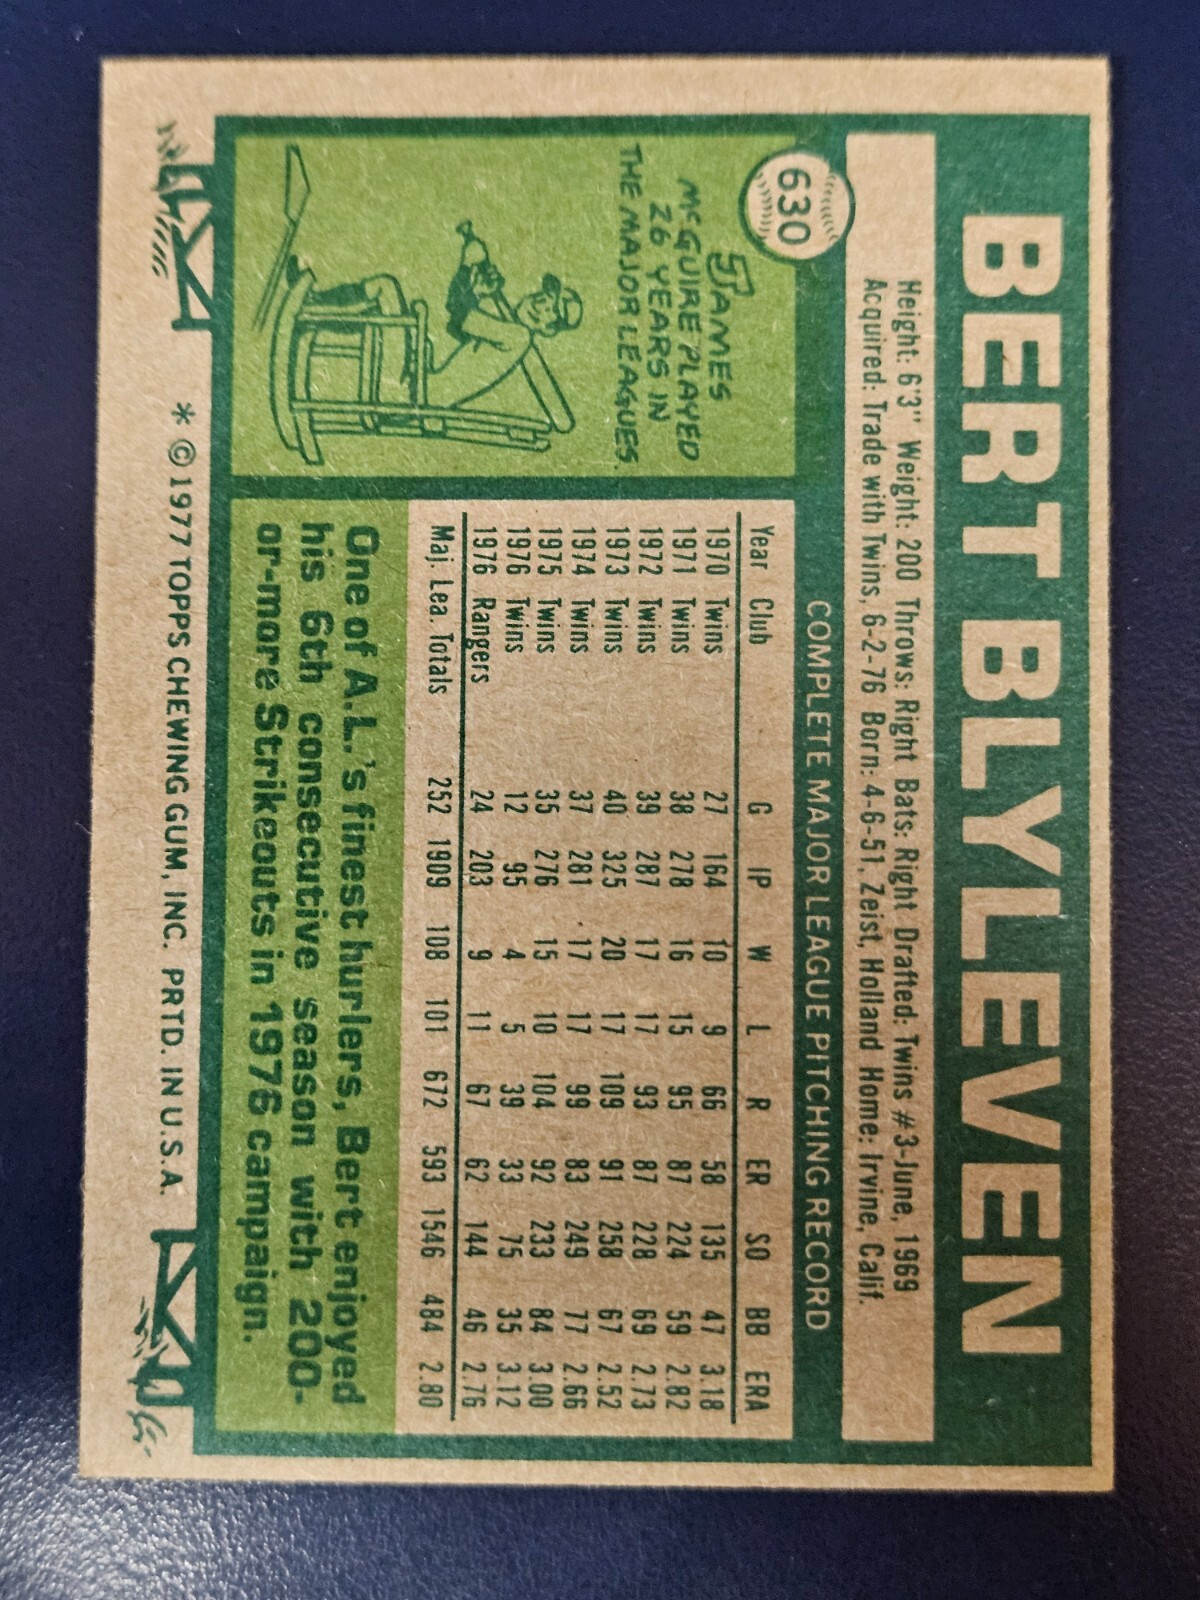 BERT BLYLEVEN
630
Height: 6'3" Weight: 200 Throws: Right Bats: Right Drafted: Twins #3-June, 1969
Acquired: Trade with Twins, 6-2-76 Born: 4-6-51, Zeist, Holland Home: Irvine, Calif.
JAMES
McGUIRE PLAYED
26 YEARS IN
THE MAJOR LEAGUES.
COMPLETE MAJOR LEAGUE PITCHING RECORD
Year Club G IP W L R ER SO BB ERA
1970 Twins 27 164 10 9 66 58 135 47 3.18
1971 Twins 38 278 16 15 95 87 224 59 2.82
1972 Twins 39 287 17 17 93 87 228 69 2.73
1973 Twins 40 325 20 17 109 91 258 67 2.52
1974 Twins 37 281 17 17 99 83 249 77 2.66
1975 Twins 35 276 15 10 104 92 233 84 3.00
1976 Twins 12 95 4 5 39 33 75 35 3.12
1976 Rangers 24 203 9 11 67 62 144 46 2.76
Maj. Lea. Totals 252 1909 108 101 672 593 1546 484 2.80
One of A.L.'s finest hurlers, Bert enjoyed
his 6th consecutive season with 200-
or-more Strikeouts in 1976 campaign.
* © 1977 TOPPS CHEWING GUM, INC. PRTD. IN U.S.A.